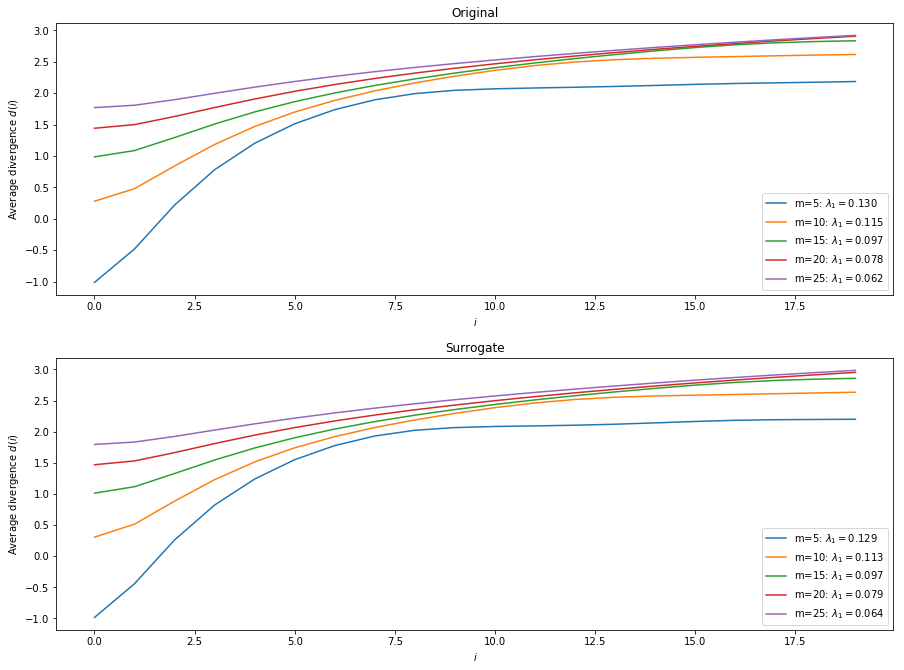 Original
Average divergence d(i)
3.0
2.5
2.0
1.5
1.0
0.5
0.0
−0.5
−1.0
m=5: λ₁ = 0.130
m=10: λ₁ = 0.115
m=15: λ₁ = 0.097
m=20: λ₁ = 0.078
m=25: λ₁ = 0.062
0.0 2.5 5.0 7.5 10.0 12.5 15.0 17.5
i
Surrogate
Average divergence d(i)
3.0
2.5
2.0
1.5
1.0
0.5
0.0
−0.5
−1.0
m=5: λ₁ = 0.129
m=10: λ₁ = 0.113
m=15: λ₁ = 0.097
m=20: λ₁ = 0.079
m=25: λ₁ = 0.064
0.0 2.5 5.0 7.5 10.0 12.5 15.0 17.5
i